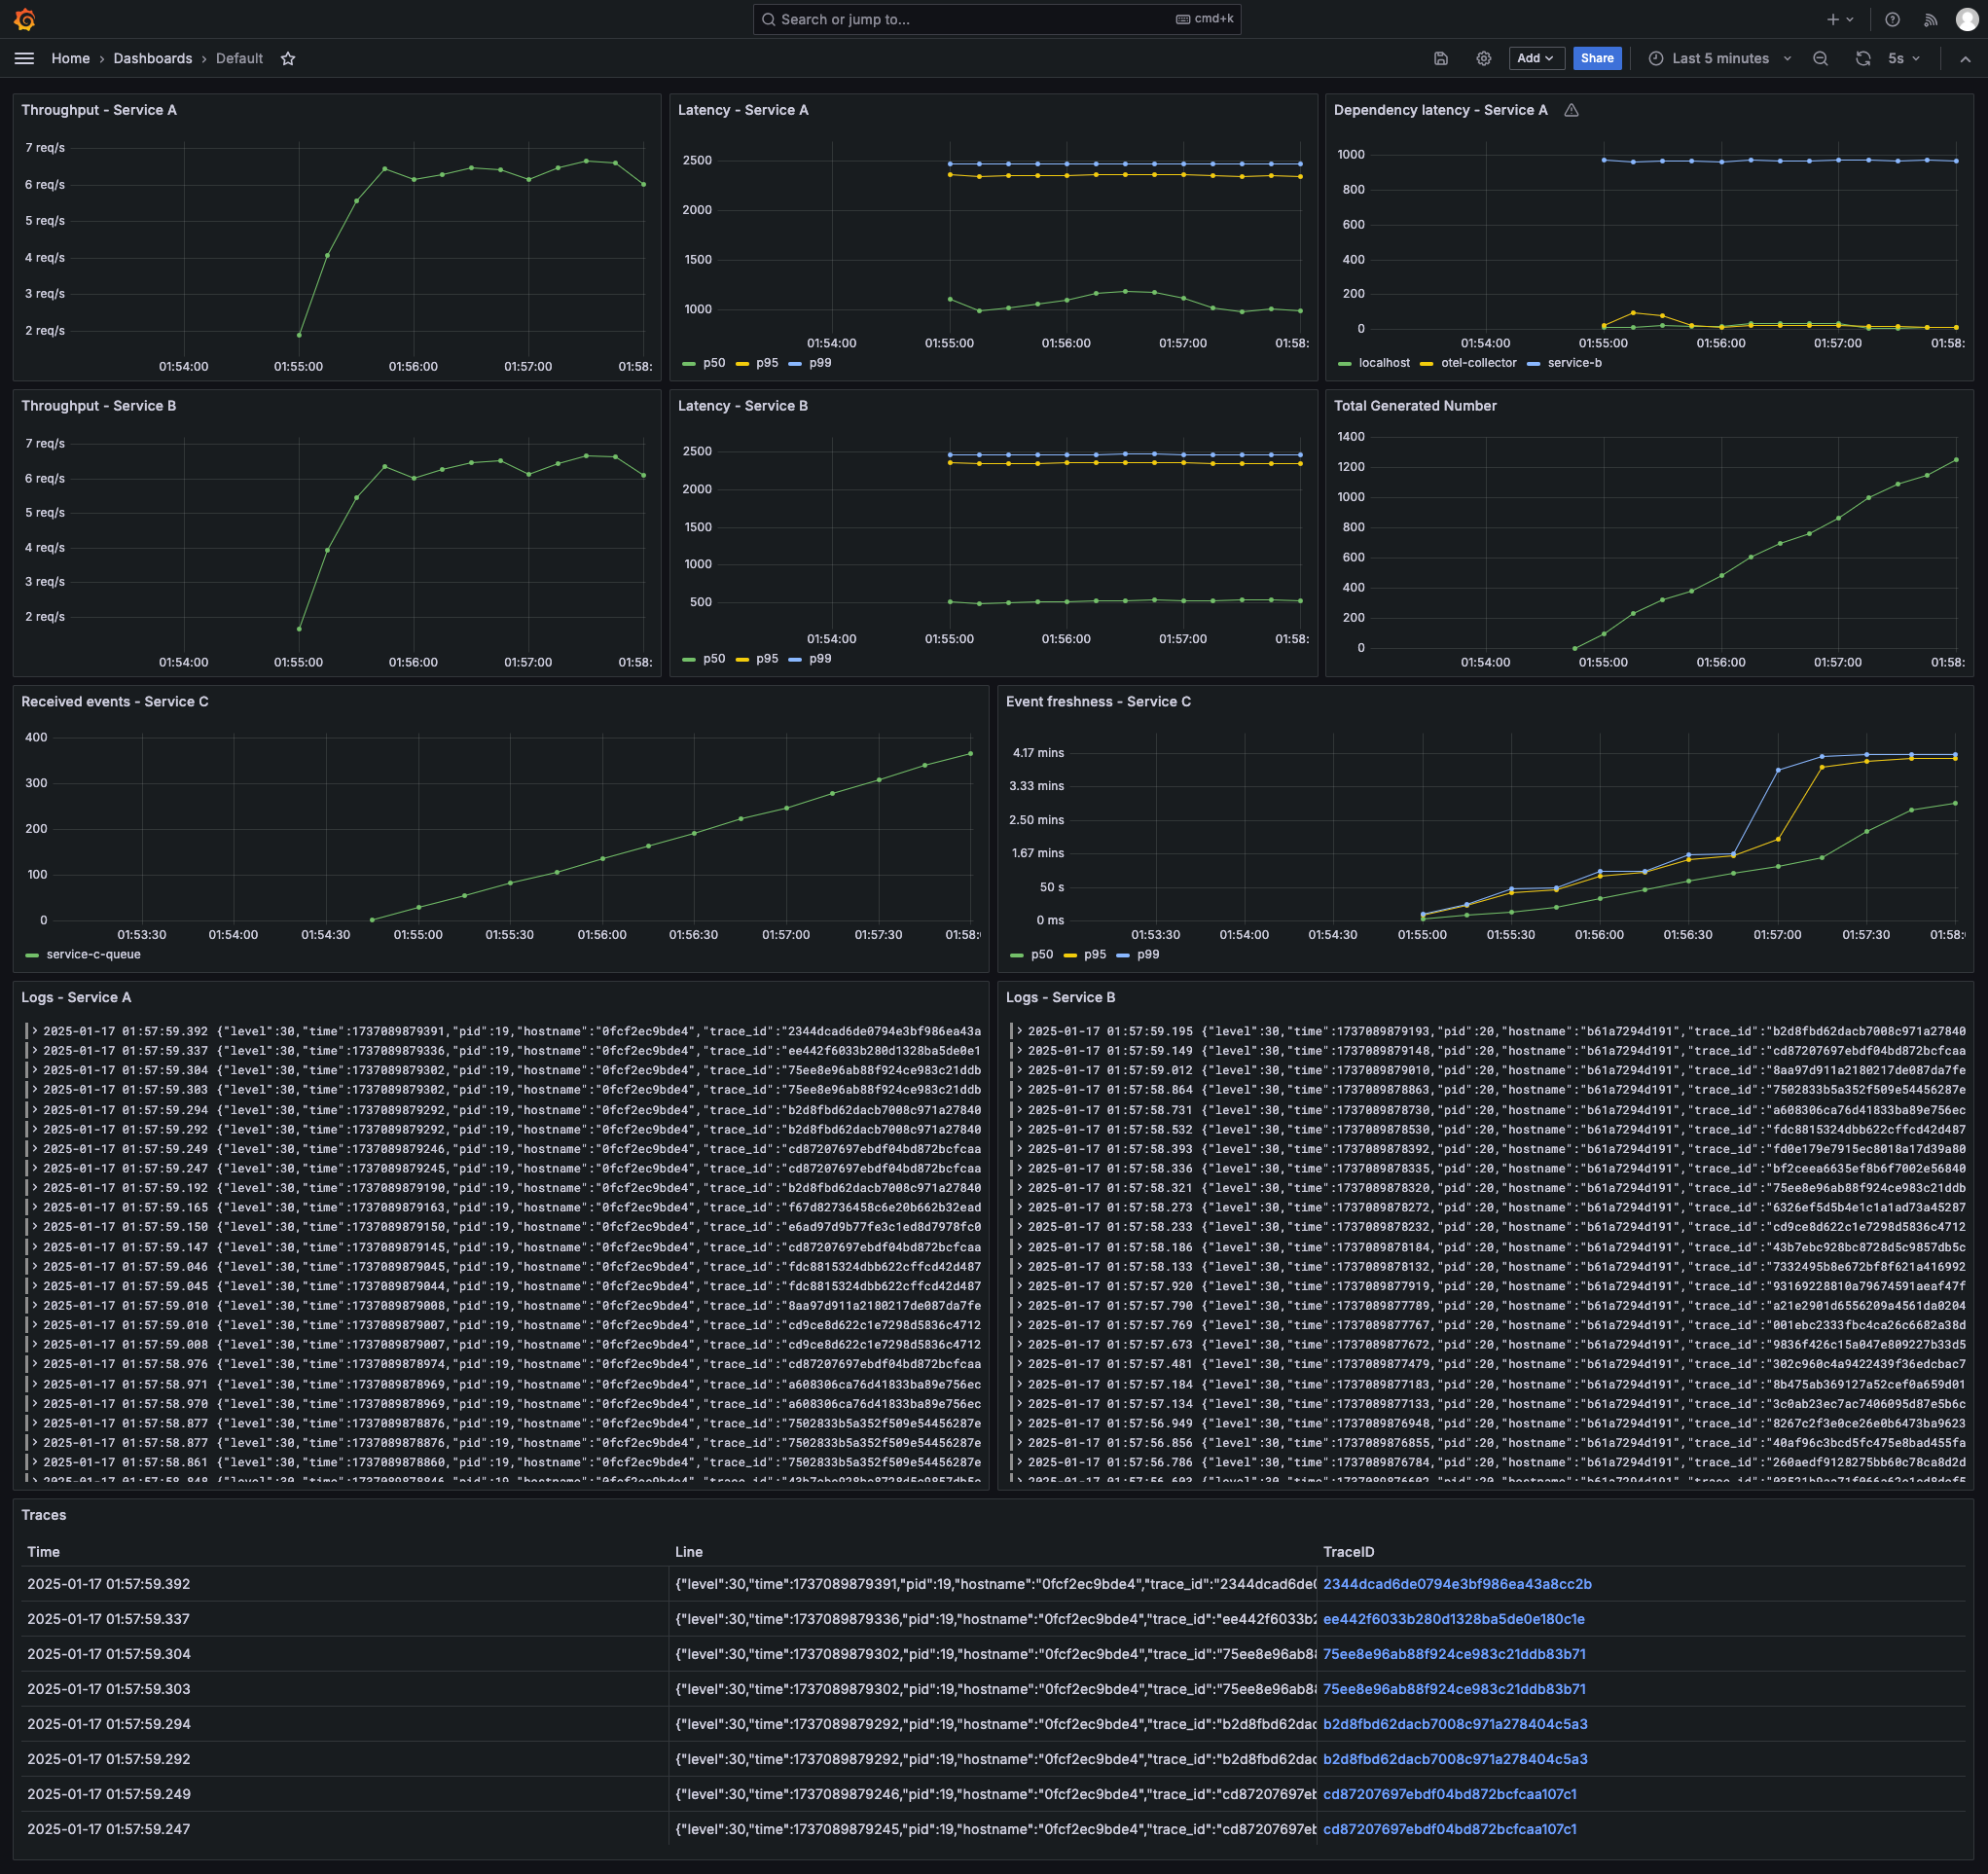 Search or jump to... cmd+k
Home › Dashboards › Default
Add
Share
Last 5 minutes
5s
Throughput - Service A
7 req/s
6 req/s
5 req/s
4 req/s
3 req/s
2 req/s
01:54:00 01:55:00 01:56:00 01:57:00 01:58:
Latency - Service A
2500
2000
1500
1000
01:54:00 01:55:00 01:56:00 01:57:00 01:58:
p50 p95 p99
Dependency latency - Service A
1000
800
600
400
200
0
01:54:00 01:55:00 01:56:00 01:57:00 01:58:
localhost otel-collector service-b
Throughput - Service B
7 req/s
6 req/s
5 req/s
4 req/s
3 req/s
2 req/s
01:54:00 01:55:00 01:56:00 01:57:00 01:58:
Latency - Service B
2500
2000
1500
1000
500
01:54:00 01:55:00 01:56:00 01:57:00 01:58:
p50 p95 p99
Total Generated Number
1400
1200
1000
800
600
400
200
0
01:54:00 01:55:00 01:56:00 01:57:00 01:58:
Received events - Service C
400
300
200
100
0
01:53:30 01:54:00 01:54:30 01:55:00 01:55:30 01:56:00 01:56:30 01:57:00 01:57:30 01:58:
service-c-queue
Event freshness - Service C
4.17 mins
3.33 mins
2.50 mins
1.67 mins
50 s
0 ms
01:53:30 01:54:00 01:54:30 01:55:00 01:55:30 01:56:00 01:56:30 01:57:00 01:57:30 01:58:
p50 p95 p99
Logs - Service A
2025-01-17 01:57:59.392 {"level":30,"time":1737089879391,"pid":19,"hostname":"0fcf2ec9bde4","trace_id":"2344dcad6de0794e3bf986ea43a
2025-01-17 01:57:59.337 {"level":30,"time":1737089879336,"pid":19,"hostname":"0fcf2ec9bde4","trace_id":"ee442f6033b280d1328ba5de0e1
2025-01-17 01:57:59.304 {"level":30,"time":1737089879302,"pid":19,"hostname":"0fcf2ec9bde4","trace_id":"75ee8e96ab88f924ce983c21ddb
2025-01-17 01:57:59.303 {"level":30,"time":1737089879302,"pid":19,"hostname":"0fcf2ec9bde4","trace_id":"75ee8e96ab88f924ce983c21ddb
2025-01-17 01:57:59.294 {"level":30,"time":1737089879292,"pid":19,"hostname":"0fcf2ec9bde4","trace_id":"b2d8fbd62dacb7008c971a27840
2025-01-17 01:57:59.292 {"level":30,"time":1737089879292,"pid":19,"hostname":"0fcf2ec9bde4","trace_id":"b2d8fbd62dacb7008c971a27840
2025-01-17 01:57:59.249 {"level":30,"time":1737089879246,"pid":19,"hostname":"0fcf2ec9bde4","trace_id":"cd87207697ebdf04bd872bcfcaa
2025-01-17 01:57:59.247 {"level":30,"time":1737089879245,"pid":19,"hostname":"0fcf2ec9bde4","trace_id":"cd87207697ebdf04bd872bcfcaa
2025-01-17 01:57:59.192 {"level":30,"time":1737089879190,"pid":19,"hostname":"0fcf2ec9bde4","trace_id":"b2d8fbd62dacb7008c971a27840
2025-01-17 01:57:59.165 {"level":30,"time":1737089879163,"pid":19,"hostname":"0fcf2ec9bde4","trace_id":"f67d82736458c6e20b662b32ead
2025-01-17 01:57:59.150 {"level":30,"time":1737089879150,"pid":19,"hostname":"0fcf2ec9bde4","trace_id":"e6ad97d9b77fe3c1ed8d7978fc0
2025-01-17 01:57:59.147 {"level":30,"time":1737089879145,"pid":19,"hostname":"0fcf2ec9bde4","trace_id":"cd87207697ebdf04bd872bcfcaa
2025-01-17 01:57:59.046 {"level":30,"time":1737089879045,"pid":19,"hostname":"0fcf2ec9bde4","trace_id":"fdc8815324dbb622cffcd42d487
2025-01-17 01:57:59.045 {"level":30,"time":1737089879044,"pid":19,"hostname":"0fcf2ec9bde4","trace_id":"fdc8815324dbb622cffcd42d487
2025-01-17 01:57:59.010 {"level":30,"time":1737089879008,"pid":19,"hostname":"0fcf2ec9bde4","trace_id":"8aa97d911a2180217de087da7fe
2025-01-17 01:57:59.010 {"level":30,"time":1737089879007,"pid":19,"hostname":"0fcf2ec9bde4","trace_id":"cd9ce8d622c1e7298d5836c4712
2025-01-17 01:57:59.008 {"level":30,"time":1737089879007,"pid":19,"hostname":"0fcf2ec9bde4","trace_id":"cd9ce8d622c1e7298d5836c4712
2025-01-17 01:57:58.976 {"level":30,"time":1737089878974,"pid":19,"hostname":"0fcf2ec9bde4","trace_id":"cd87207697ebdf04bd872bcfcaa
2025-01-17 01:57:58.971 {"level":30,"time":1737089878969,"pid":19,"hostname":"0fcf2ec9bde4","trace_id":"a608306ca76d41833ba89e756ec
2025-01-17 01:57:58.970 {"level":30,"time":1737089878969,"pid":19,"hostname":"0fcf2ec9bde4","trace_id":"a608306ca76d41833ba89e756ec
2025-01-17 01:57:58.877 {"level":30,"time":1737089878876,"pid":19,"hostname":"0fcf2ec9bde4","trace_id":"7502833b5a352f509e54456287e
2025-01-17 01:57:58.877 {"level":30,"time":1737089878876,"pid":19,"hostname":"0fcf2ec9bde4","trace_id":"7502833b5a352f509e54456287e
2025-01-17 01:57:58.861 {"level":30,"time":1737089878860,"pid":19,"hostname":"0fcf2ec9bde4","trace_id":"7502833b5a352f509e54456287e
Logs - Service B
2025-01-17 01:57:59.195 {"level":30,"time":1737089879193,"pid":20,"hostname":"b61a7294d191","trace_id":"b2d8fbd62dacb7008c971a27840
2025-01-17 01:57:59.149 {"level":30,"time":1737089879148,"pid":20,"hostname":"b61a7294d191","trace_id":"cd87207697ebdf04bd872bcfcaa
2025-01-17 01:57:59.012 {"level":30,"time":1737089879010,"pid":20,"hostname":"b61a7294d191","trace_id":"8aa97d911a2180217de087da7fe
2025-01-17 01:57:58.864 {"level":30,"time":1737089878863,"pid":20,"hostname":"b61a7294d191","trace_id":"7502833b5a352f509e54456287e
2025-01-17 01:57:58.731 {"level":30,"time":1737089878730,"pid":20,"hostname":"b61a7294d191","trace_id":"a608306ca76d41833ba89e756ec
2025-01-17 01:57:58.532 {"level":30,"time":1737089878530,"pid":20,"hostname":"b61a7294d191","trace_id":"fdc8815324dbb622cffcd42d487
2025-01-17 01:57:58.393 {"level":30,"time":1737089878392,"pid":20,"hostname":"b61a7294d191","trace_id":"fd0e179e7915ec8018a17d39a80
2025-01-17 01:57:58.336 {"level":30,"time":1737089878335,"pid":20,"hostname":"b61a7294d191","trace_id":"bf2ceea6635ef8b6f7002e56840
2025-01-17 01:57:58.321 {"level":30,"time":1737089878320,"pid":20,"hostname":"b61a7294d191","trace_id":"75ee8e96ab88f924ce983c21ddb
2025-01-17 01:57:58.273 {"level":30,"time":1737089878272,"pid":20,"hostname":"b61a7294d191","trace_id":"6326ef5d5b4e1c1a1ad73a45287
2025-01-17 01:57:58.233 {"level":30,"time":1737089878232,"pid":20,"hostname":"b61a7294d191","trace_id":"cd9ce8d622c1e7298d5836c4712
2025-01-17 01:57:58.186 {"level":30,"time":1737089878184,"pid":20,"hostname":"b61a7294d191","trace_id":"43b7ebc928bc8728d5c9857db5c
2025-01-17 01:57:58.133 {"level":30,"time":1737089878132,"pid":20,"hostname":"b61a7294d191","trace_id":"7332495b8e672bf8f621a416992
2025-01-17 01:57:57.920 {"level":30,"time":1737089877919,"pid":20,"hostname":"b61a7294d191","trace_id":"93169228810a79674591aeaf47f
2025-01-17 01:57:57.790 {"level":30,"time":1737089877789,"pid":20,"hostname":"b61a7294d191","trace_id":"a21e2901d6556209a4561da0204
2025-01-17 01:57:57.769 {"level":30,"time":1737089877767,"pid":20,"hostname":"b61a7294d191","trace_id":"001ebc2333fbc4ca26c6682a38d
2025-01-17 01:57:57.673 {"level":30,"time":1737089877672,"pid":20,"hostname":"b61a7294d191","trace_id":"9836f426c15a047e809227b33d5
2025-01-17 01:57:57.481 {"level":30,"time":1737089877479,"pid":20,"hostname":"b61a7294d191","trace_id":"302c960c4a9422439f36edcbac7
2025-01-17 01:57:57.184 {"level":30,"time":1737089877183,"pid":20,"hostname":"b61a7294d191","trace_id":"8b475ab369127a52cef0a659d01
2025-01-17 01:57:57.134 {"level":30,"time":1737089877133,"pid":20,"hostname":"b61a7294d191","trace_id":"3c0ab23ec7ac7406095d87e5b6c
2025-01-17 01:57:56.949 {"level":30,"time":1737089876948,"pid":20,"hostname":"b61a7294d191","trace_id":"8267c2f3e0ce26e0b6473ba9623
2025-01-17 01:57:56.856 {"level":30,"time":1737089876855,"pid":20,"hostname":"b61a7294d191","trace_id":"40af96c3bcd5fc475e8bad455fa
2025-01-17 01:57:56.786 {"level":30,"time":1737089876784,"pid":20,"hostname":"b61a7294d191","trace_id":"260aedf9128275bb60c78ca8d2d
Traces
Time Line TraceID
2025-01-17 01:57:59.392 {"level":30,"time":1737089879391,"pid":19,"hostname":"0fcf2ec9bde4","trace_id":"2344dcad6de0 2344dcad6de0794e3bf986ea43a8cc2b
2025-01-17 01:57:59.337 {"level":30,"time":1737089879336,"pid":19,"hostname":"0fcf2ec9bde4","trace_id":"ee442f6033b2 ee442f6033b280d1328ba5de0e180c1e
2025-01-17 01:57:59.304 {"level":30,"time":1737089879302,"pid":19,"hostname":"0fcf2ec9bde4","trace_id":"75ee8e96ab88 75ee8e96ab88f924ce983c21ddb83b71
2025-01-17 01:57:59.303 {"level":30,"time":1737089879302,"pid":19,"hostname":"0fcf2ec9bde4","trace_id":"75ee8e96ab88 75ee8e96ab88f924ce983c21ddb83b71
2025-01-17 01:57:59.294 {"level":30,"time":1737089879292,"pid":19,"hostname":"0fcf2ec9bde4","trace_id":"b2d8fbd62dac b2d8fbd62dacb7008c971a278404c5a3
2025-01-17 01:57:59.292 {"level":30,"time":1737089879292,"pid":19,"hostname":"0fcf2ec9bde4","trace_id":"b2d8fbd62dac b2d8fbd62dacb7008c971a278404c5a3
2025-01-17 01:57:59.249 {"level":30,"time":1737089879246,"pid":19,"hostname":"0fcf2ec9bde4","trace_id":"cd87207697eb cd87207697ebdf04bd872bcfcaa107c1
2025-01-17 01:57:59.247 {"level":30,"time":1737089879245,"pid":19,"hostname":"0fcf2ec9bde4","trace_id":"cd87207697eb cd87207697ebdf04bd872bcfcaa107c1